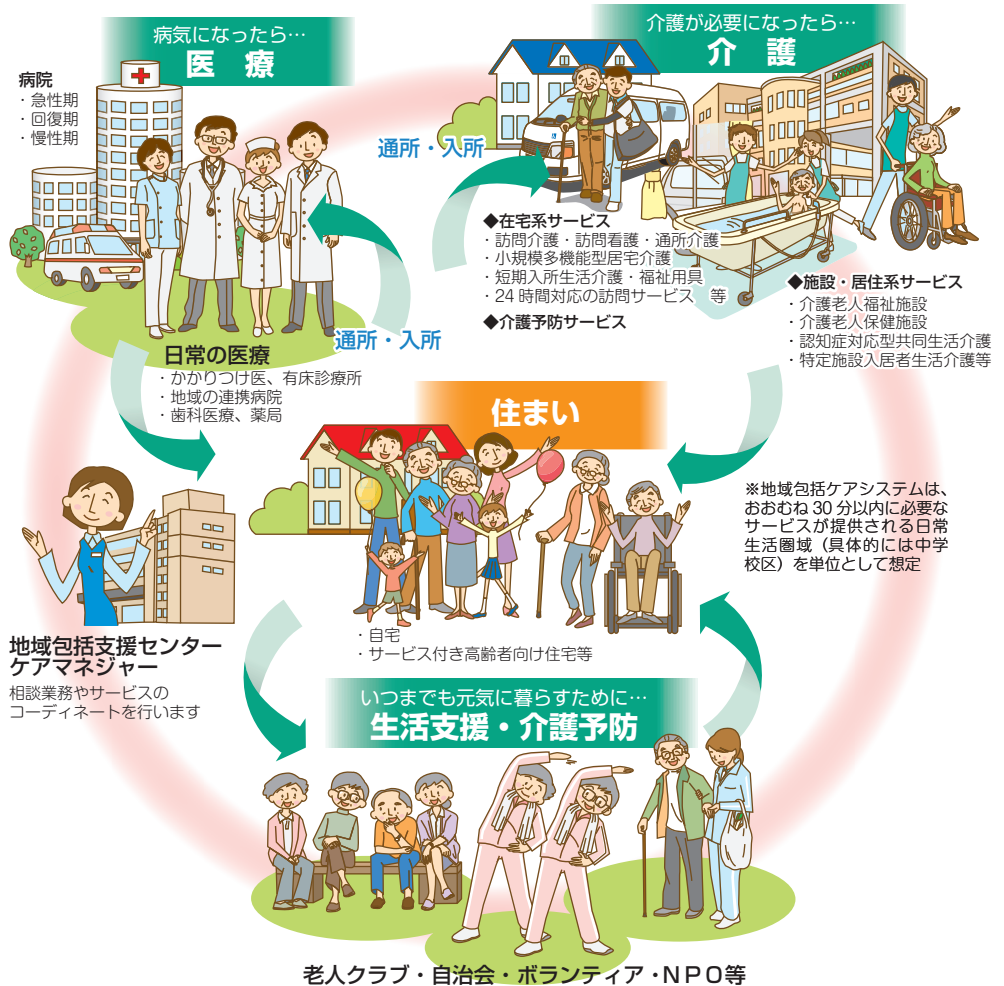 病気になったら…
医 療
病院
・急性期
・回復期
・慢性期
介護が必要になったら…
介 護
通所・入所
◆在宅系サービス
・訪問介護・訪問看護・通所介護
・小規模多機能型居宅介護
・短期入所生活介護・福祉用具
・24時間対応の訪問サービス 等
◆介護予防サービス
◆施設・居住系サービス
・介護老人福祉施設
・介護老人保健施設
・認知症対応型共同生活介護
・特定施設入居者生活介護等
通所・入所
日常の医療
・かかりつけ医、有床診療所
・地域の連携病院
・歯科医療、薬局
住まい
・自宅
・サービス付き高齢者向け住宅等
※地域包括ケアシステムは、
おおむね30分以内に必要な
サービスが提供される日常
生活圏域（具体的には中学
校区）を単位として想定
地域包括支援センター
ケアマネジャー
相談業務やサービスの
コーディネートを行います
いつまでも元気に暮らすために…
生活支援・介護予防
老人クラブ・自治会・ボランティア・NPO等